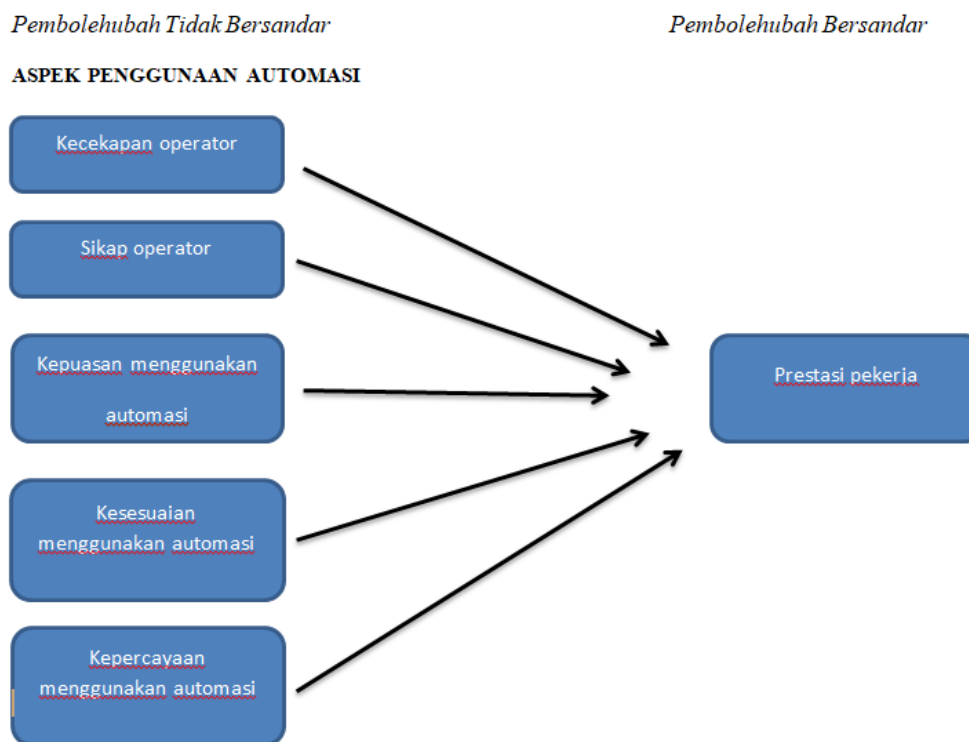 Pembolehubah Tidak Bersandar
Pembolehubah Bersandar
ASPEK PENGGUNAAN AUTOMASI
Kecekapan operator
Sikap operator
Kepuasan menggunakan
automasi
Kesesuaian
menggunakan automasi
Kepercayaan
menggunakan automasi
Prestasi pekerja